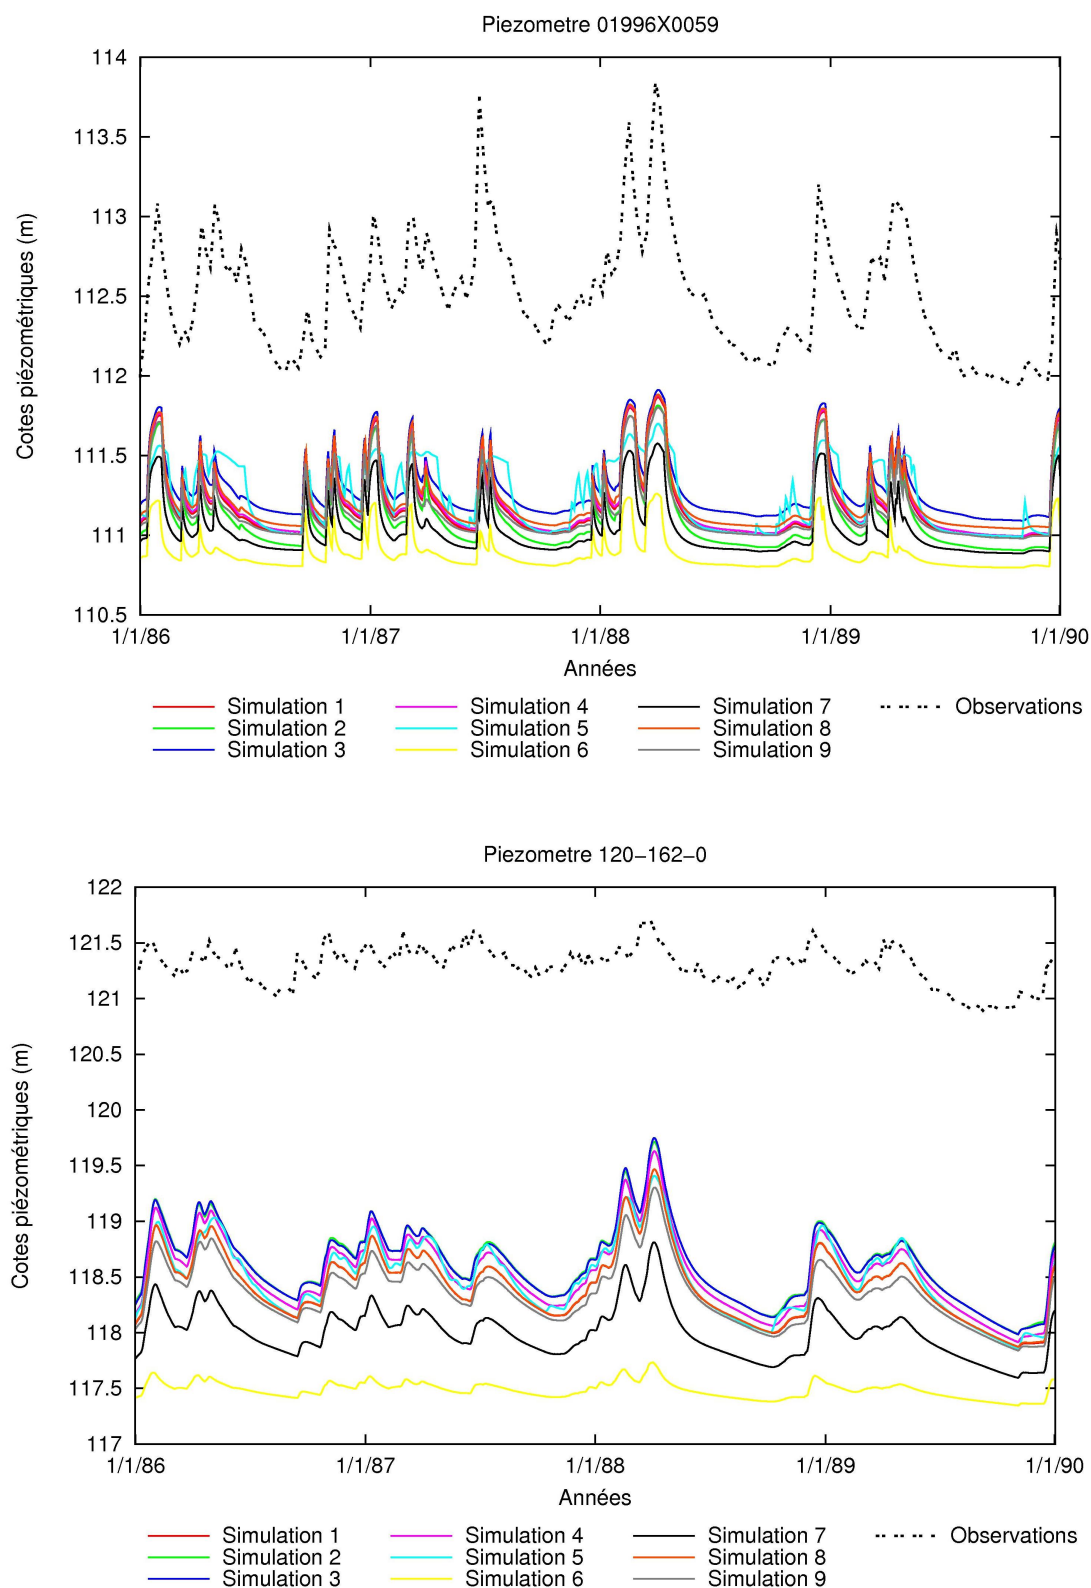 Piezometre 01996X0059
Cotes piézométriques (m)
114
113.5
113
112.5
112
111.5
111
110.5
1/1/86 1/1/87 1/1/88 1/1/89 1/1/90
Années
Simulation 1 Simulation 4 Simulation 7 Observations
Simulation 2 Simulation 5 Simulation 8
Simulation 3 Simulation 6 Simulation 9
Piezometre 120−162−0
Cotes piézométriques (m)
122
121.5
121
120.5
120
119.5
119
118.5
118
117.5
117
1/1/86 1/1/87 1/1/88 1/1/89 1/1/90
Années
Simulation 1 Simulation 4 Simulation 7 Observations
Simulation 2 Simulation 5 Simulation 8
Simulation 3 Simulation 6 Simulation 9